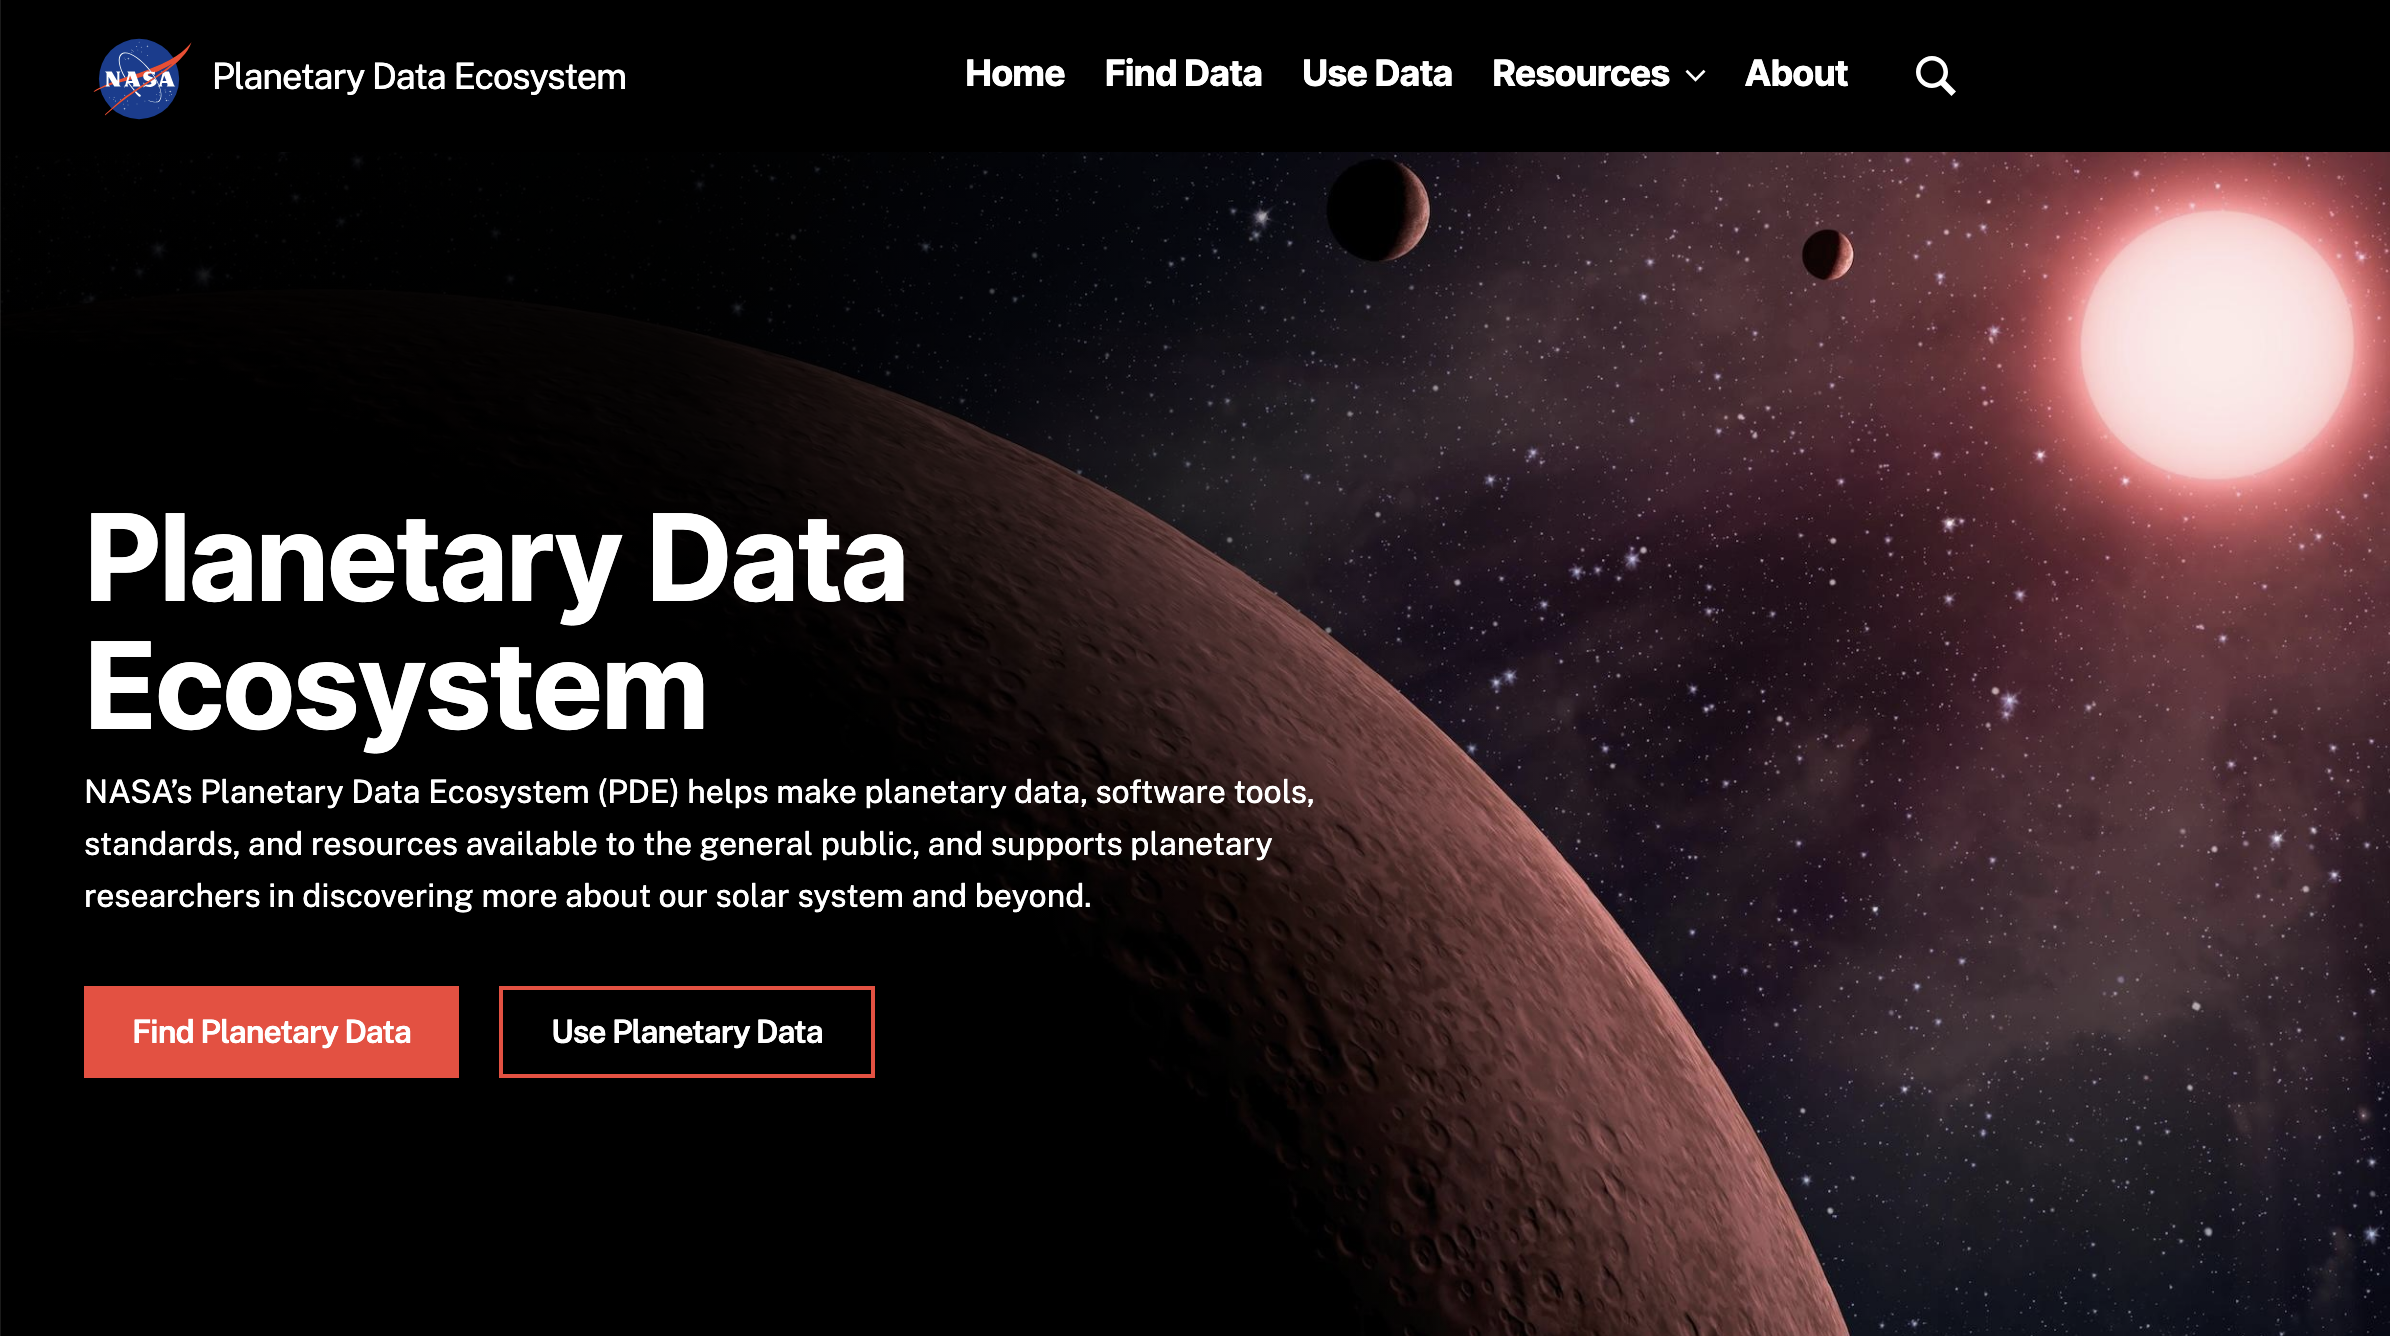 NASA
Planetary Data Ecosystem
Home
Find Data
Use Data
Resources
About
Planetary Data
Ecosystem
NASA’s Planetary Data Ecosystem (PDE) helps make planetary data, software tools,
standards, and resources available to the general public, and supports planetary
researchers in discovering more about our solar system and beyond.
Find Planetary Data
Use Planetary Data